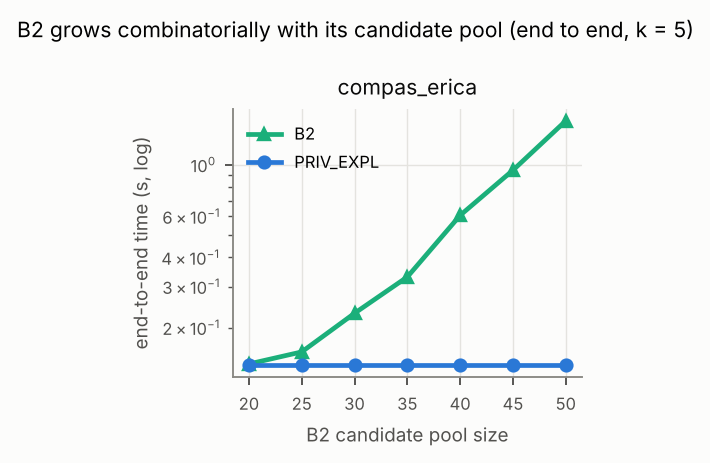 B2 grows combinatorially with its candidate pool (end to end, k = 5)
compas_erica
B2
PRIV_EXPL
end-to-end time (s, log)
10⁰
6 × 10⁻¹
4 × 10⁻¹
3 × 10⁻¹
2 × 10⁻¹
20 25 30 35 40 45 50
B2 candidate pool size